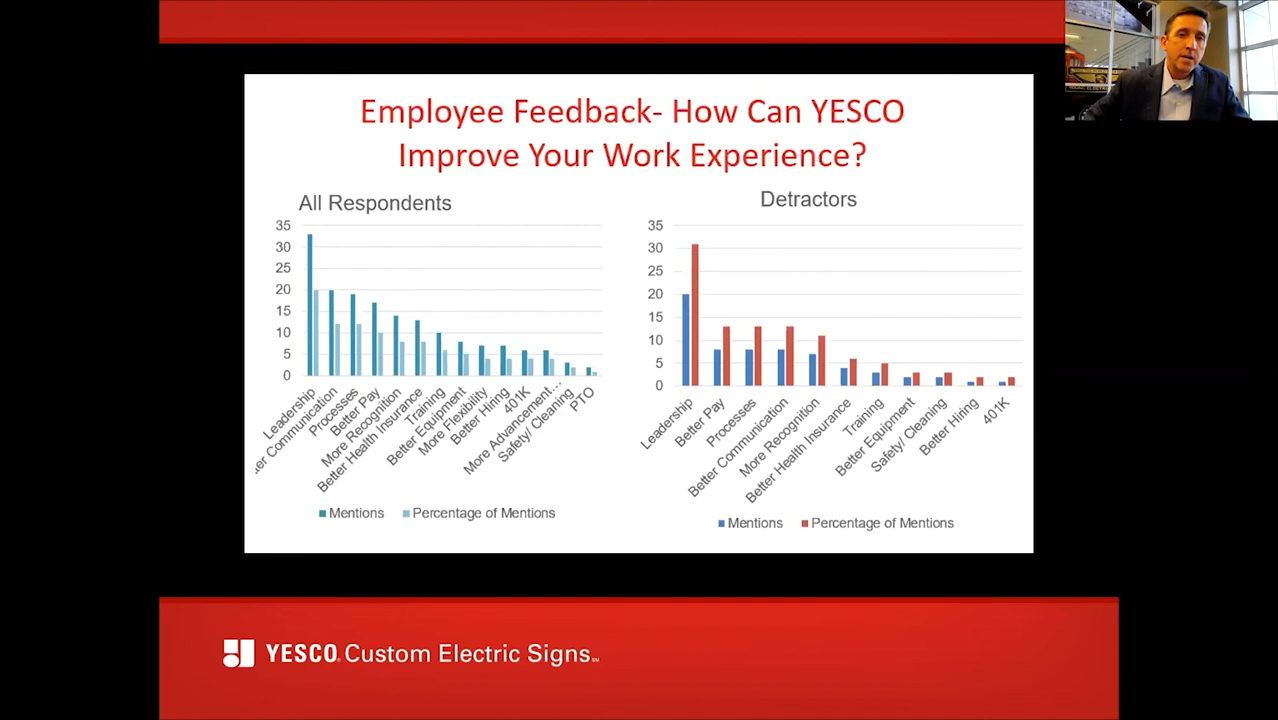 Employee Feedback- How Can YESCO
Improve Your Work Experience?
All Respondents
35
30
25
20
15
10
5
0
Leadership
ter Communication
Processes
Better Pay
More Recognition
Better Health Insurance
Training
Better Equipment
More Flexibility
Better Hiring
401K
More Advancement...
Safety/ Cleaning
PTO
Mentions
Percentage of Mentions
Detractors
35
30
25
20
15
10
5
0
Leadership
Better Pay
Processes
Better Communication
More Recognition
Better Health Insurance
Training
Better Equipment
Safety/ Cleaning
Better Hiring
401K
Mentions
Percentage of Mentions
YESCO® Custom Electric Signs℠